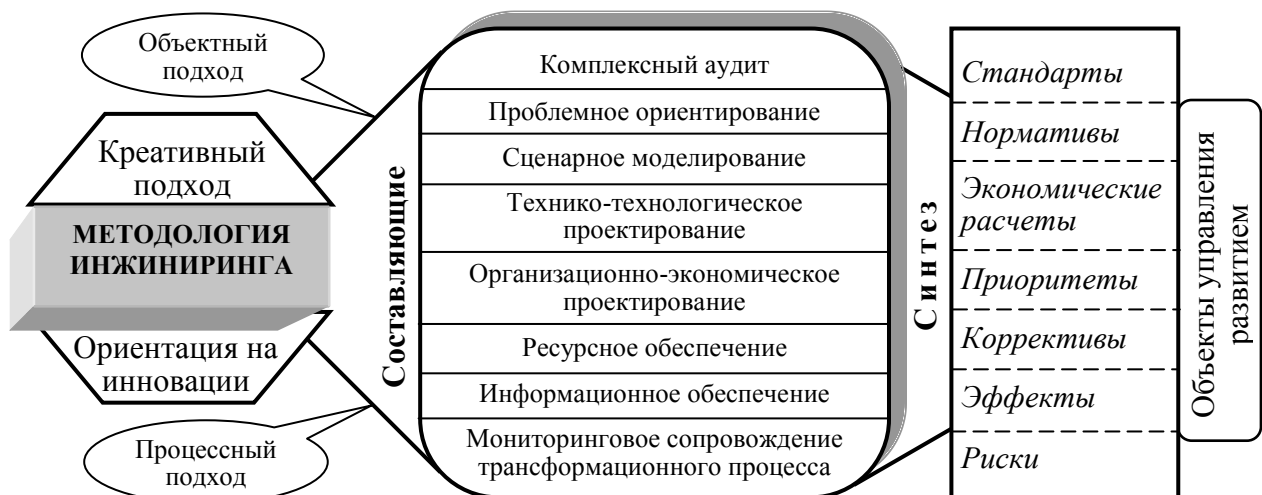 Объектный
подход
Креативный
подход
МЕТОДОЛОГИЯ
ИНЖИНИРИНГА
Ориентация на
инновации
Процессный
подход
Составляющие
Комплексный аудит
Проблемное ориентирование
Сценарное моделирование
Технико-технологическое
проектирование
Организационно-экономическое
проектирование
Ресурсное обеспечение
Информационное обеспечение
Мониторинговое сопровождение
трансформационного процесса
Синтез
Стандарты
Нормативы
Экономические
расчеты
Приоритеты
Коррективы
Эффекты
Риски
Объекты управления
развитием